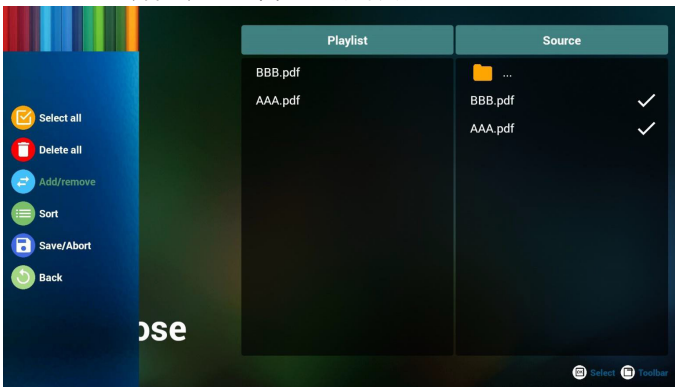 Playlist
Source
BBB.pdf
AAA.pdf
...
BBB.pdf
AAA.pdf
Select all
Delete all
Add/remove
Sort
Save/Abort
Back
ose
OK Select Toolbar